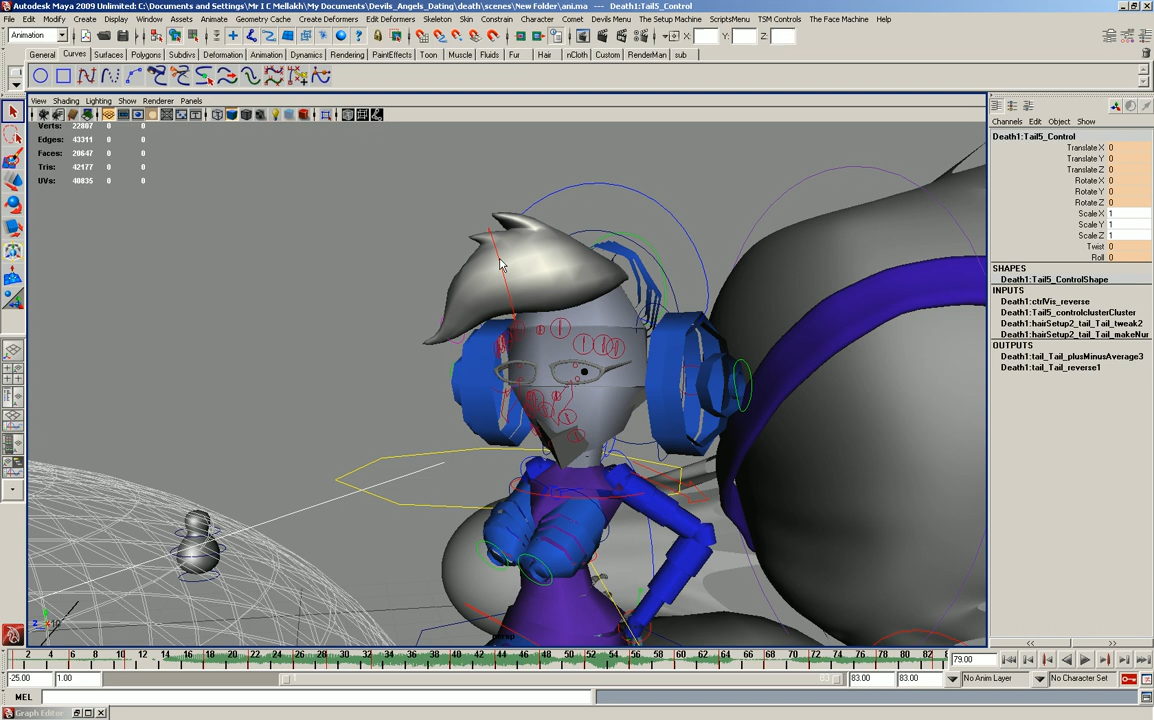 Autodesk Maya 2009 Unlimited: C:\Documents and Settings\Mr I C Mellakh\My Documents\Devils_Angels_Dating\death\scenes\New Folder\ani.ma --- Death1:Tail5_Control
File Edit Modify Create Display Window Assets Animate Geometry Cache Create Deformers Edit Deformers Skeleton Skin Constrain Character Comet Devils Menu The Setup Machine ScriptsMenu TSM Controls The Face Machine Help
Animation X: Y: Z:
General Curves Surfaces Polygons Subdivs Deformation Animation Dynamics Rendering PaintEffects Toon Muscle Fluids Fur Hair nCloth Custom RenderMan sub
View Shading Lighting Show Renderer Panels
Channels Edit Object Show
Verts: 22807 0 0
Edges: 43311 0 0
Faces: 20647 0 0
Tris: 42177 0 0
UVs: 40835 0 0
Death1:Tail5_Control
Translate X 0
Translate Y 0
Translate Z 0
Rotate X 0
Rotate Y 0
Rotate Z 0
Scale X 1
Scale Y 1
Scale Z 1
Twist 0
Roll 0
SHAPES
Death1:Tail5_ControlShape
INPUTS
Death1:ctrlVis_reverse
Death1:Tail5_controlclusterCluster
Death1:hairSetup2_tail_Tail_tweak2
Death1:hairSetup2_tail_Tail_makeNur
OUTPUTS
Death1:tail_Tail_plusMinusAverage3
Death1:tail_Tail_reverse1
persp
2 4 6 8 10 12 14 16 18 20 22 24 26 28 30 32 34 36 38 40 42 44 46 48 50 52 54 56 58 60 62 64 66 68 70 72 74 76 78 80 82 79.00
-25.00 1.00 83 83.00 83.00 No Anim Layer No Character Set
MEL
Graph Editor